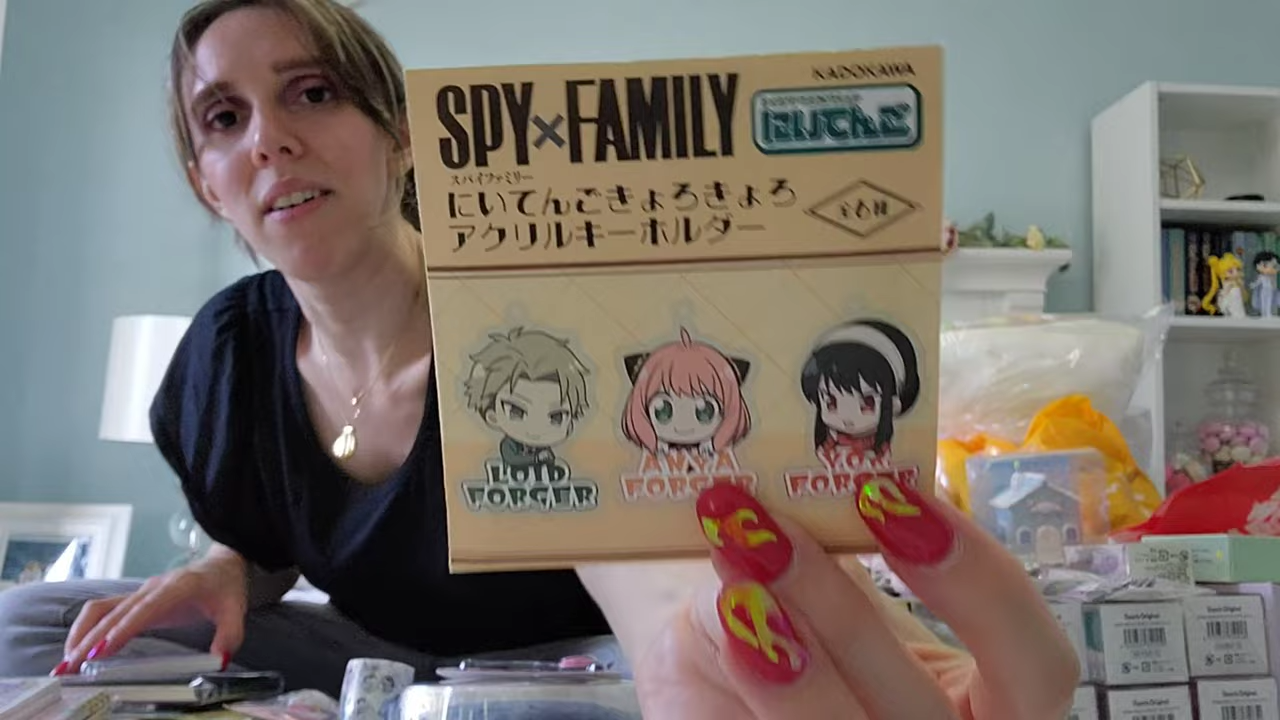 KADOKAWA
SPY×FAMILY
にいてんご
スパイファミリー
にいてんごきょろきょろ
アクリルキーホルダー
全6種
LOID
FORGER
ANYA
FORGER
YOR
FORGER